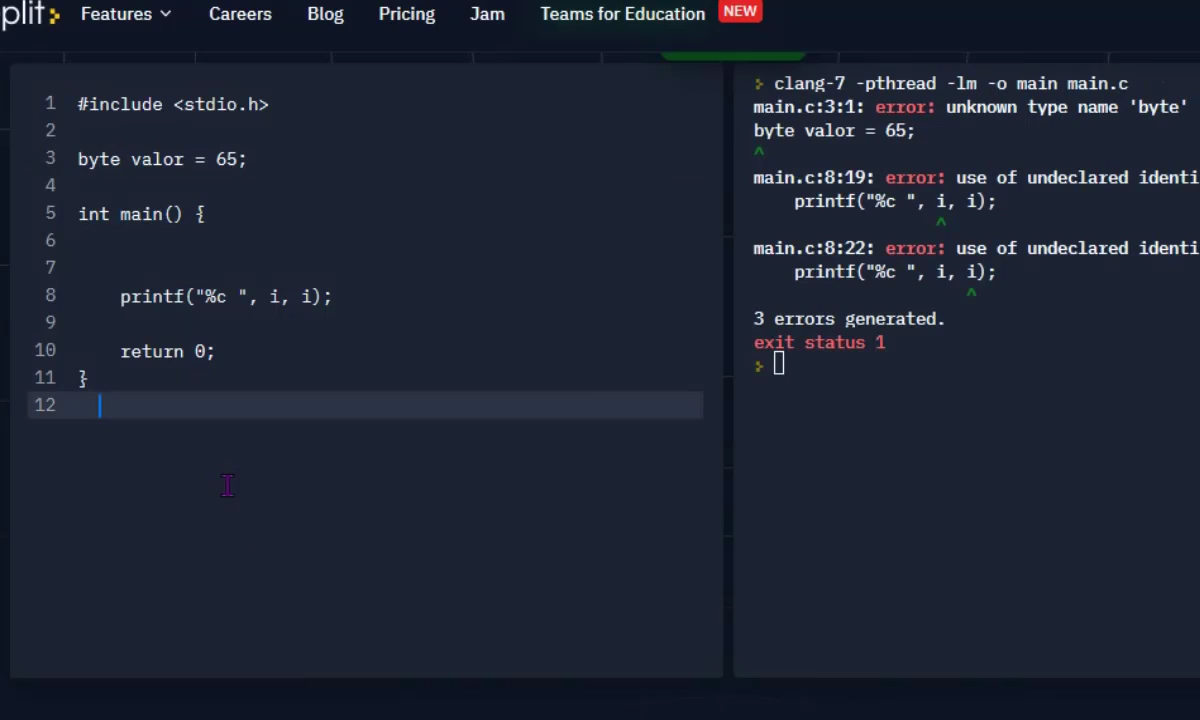 plit Features Careers Blog Pricing Jam Teams for Education NEW
1 #include <stdio.h>
2
3 byte valor = 65;
4
5 int main() {
6
7
8 printf("%c ", i, i);
9
10 return 0;
11 }
12
clang-7 -pthread -lm -o main main.c
main.c:3:1: error: unknown type name 'byte'
byte valor = 65;
^
main.c:8:19: error: use of undeclared identi
printf("%c ", i, i);
^
main.c:8:22: error: use of undeclared identi
printf("%c ", i, i);
^
3 errors generated.
exit status 1